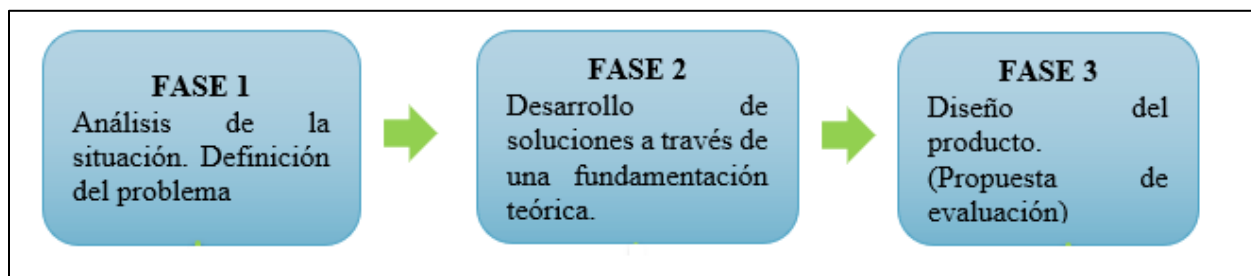 FASE 1
Análisis de la
situación. Definición
del problema
FASE 2
Desarrollo de
soluciones a través de
una fundamentación
teórica.
FASE 3
Diseño del
producto.
(Propuesta de
evaluación)